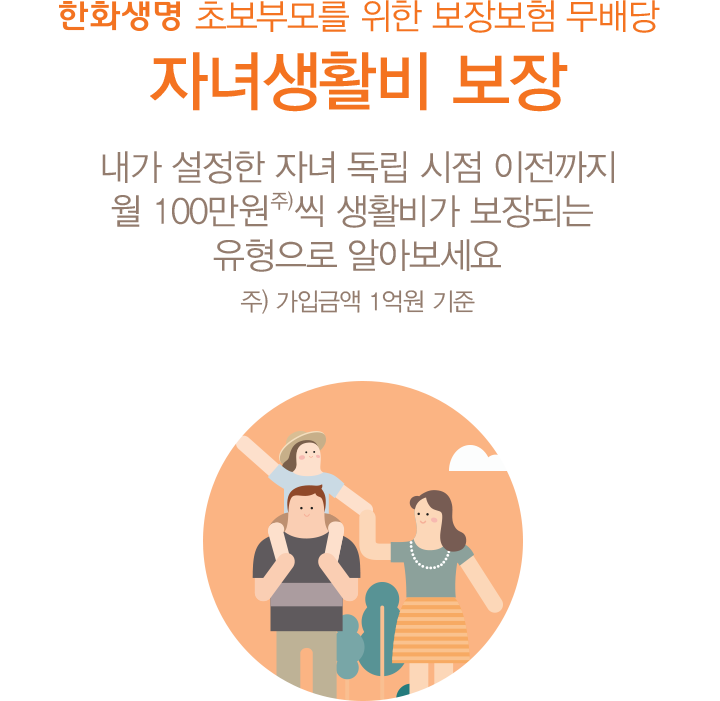 한화생명 초보부모를 위한 보장보험 무배당
자녀생활비 보장
내가 설정한 자녀 독립 시점 이전까지
월 100만원주)씩 생활비가 보장되는
유형으로 알아보세요
주) 가입금액 1억원 기준